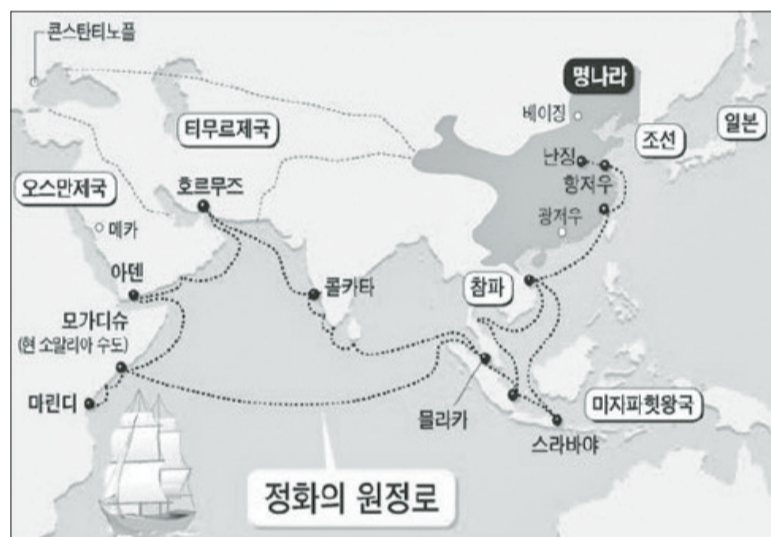 콘스탄티노플
명나라
베이징
일본
티무르제국
조선
난징
항저우
오스만제국
호르무즈
메카
광저우
아덴
콜카타
참파
모가디슈
(현 소말리아 수도)
마린디
믈라카
미지파힛왕국
스라바야
정화의 원정로